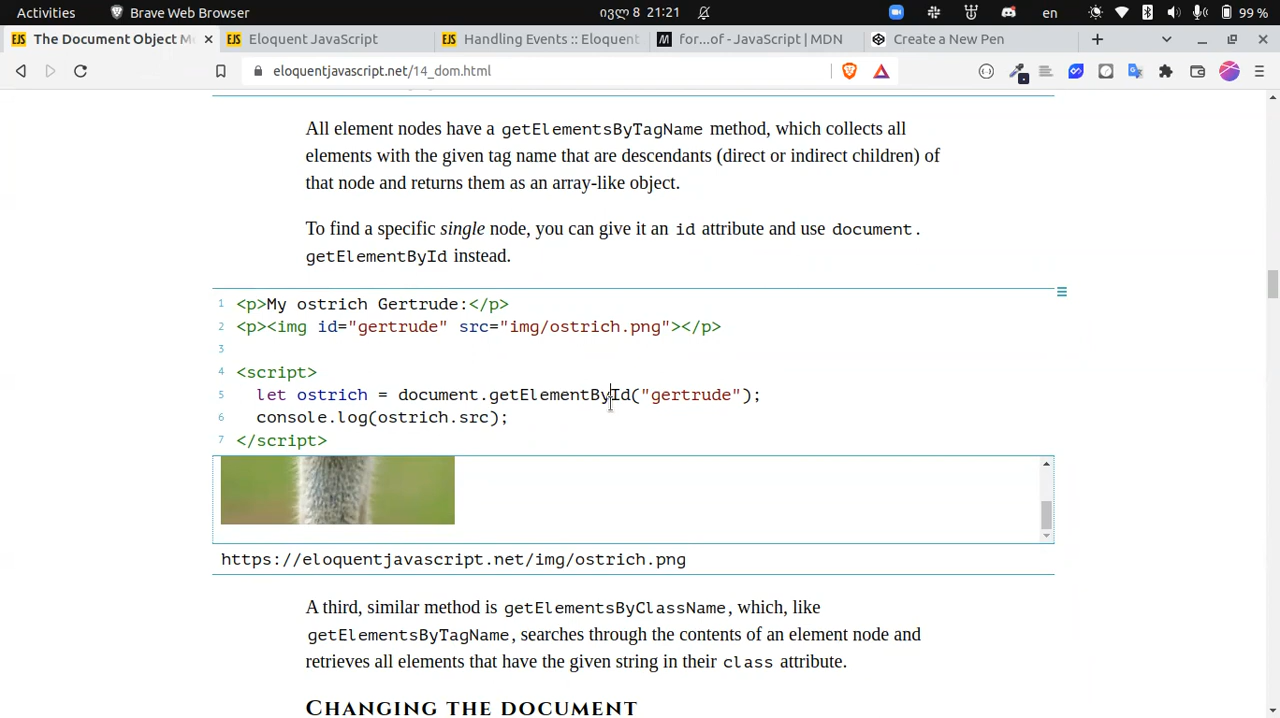 Activities Brave Web Browser ივლ 8 21:21 en 99 %
The Document Object Mo Eloquent JavaScript Handling Events :: Eloquent for...of - JavaScript | MDN Create a New Pen
eloquentjavascript.net/14_dom.html
All element nodes have a getElementsByTagName method, which collects all
elements with the given tag name that are descendants (direct or indirect children) of
that node and returns them as an array-like object.
To find a specific single node, you can give it an id attribute and use document.
getElementById instead.
1 <p>My ostrich Gertrude:</p>
2 <p><img id="gertrude" src="img/ostrich.png"></p>
3
4 <script>
5 let ostrich = document.getElementById("gertrude");
6 console.log(ostrich.src);
7 </script>
https://eloquentjavascript.net/img/ostrich.png
A third, similar method is getElementsByClassName, which, like
getElementsByTagName, searches through the contents of an element node and
retrieves all elements that have the given string in their class attribute.
CHANGING THE DOCUMENT